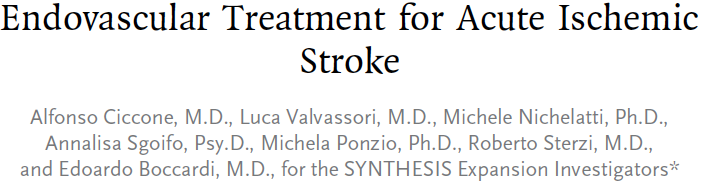 Endovascular Treatment for Acute Ischemic
Stroke
Alfonso Ciccone, M.D., Luca Valvassori, M.D., Michele Nichelatti, Ph.D.,
Annalisa Sgoifo, Psy.D., Michela Ponzio, Ph.D., Roberto Sterzi, M.D.,
and Edoardo Boccardi, M.D., for the SYNTHESIS Expansion Investigators*